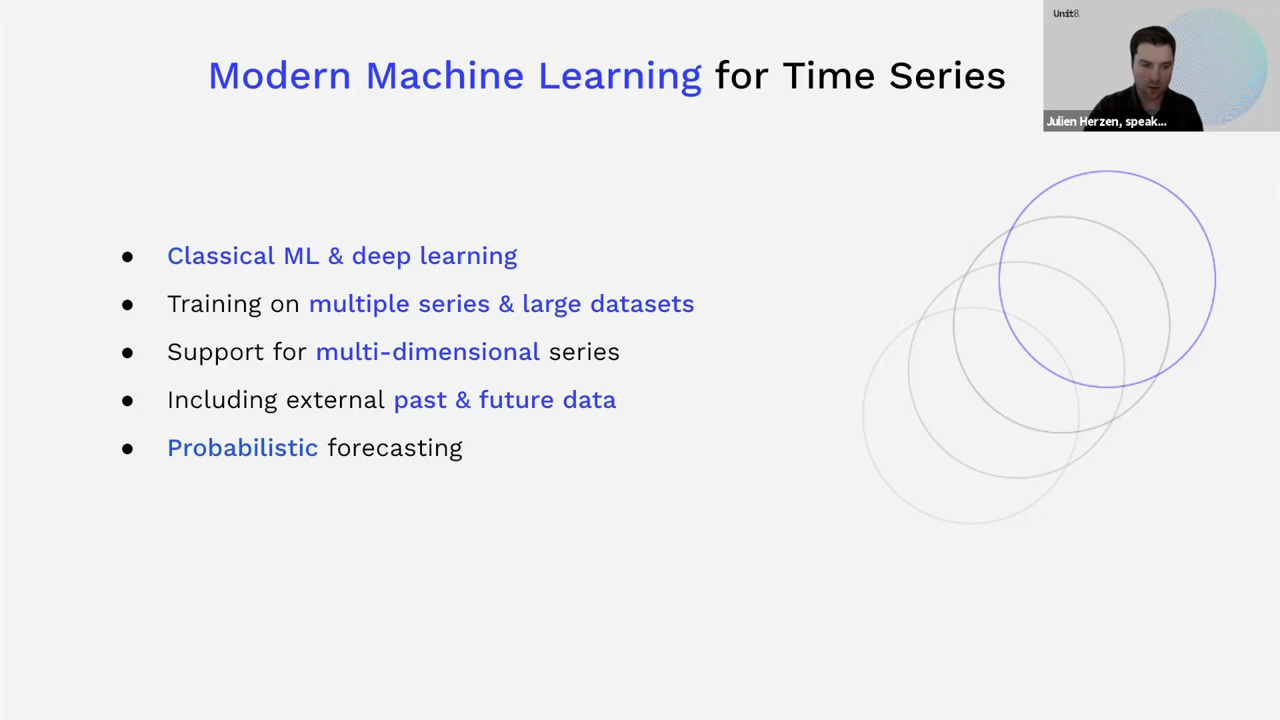 Unit8.
Modern Machine Learning for Time Series
Julien Herzen, speak...
● Classical ML & deep learning
● Training on multiple series & large datasets
● Support for multi-dimensional series
● Including external past & future data
● Probabilistic forecasting